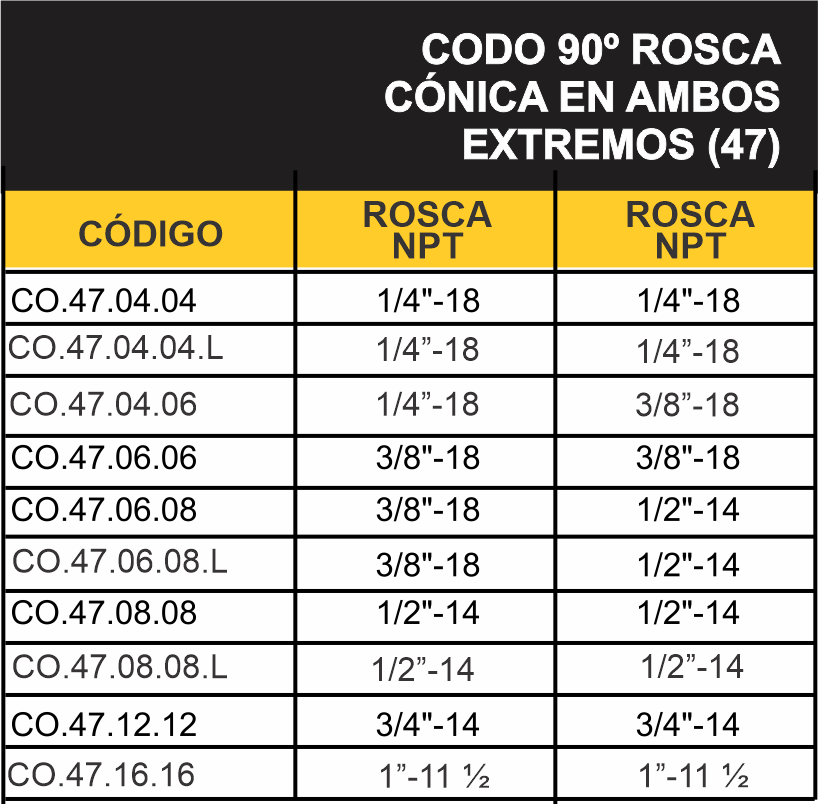 CODO 90º ROSCA
CÓNICA EN AMBOS
EXTREMOS (47)
CÓDIGO ROSCA NPT ROSCA NPT
CO.47.04.04 1/4"-18 1/4"-18
CO.47.04.04.L 1/4”-18 1/4”-18
CO.47.04.06 1/4”-18 3/8”-18
CO.47.06.06 3/8"-18 3/8"-18
CO.47.06.08 3/8"-18 1/2"-14
CO.47.06.08.L 3/8"-18 1/2"-14
CO.47.08.08 1/2"-14 1/2"-14
CO.47.08.08.L 1/2”-14 1/2”-14
CO.47.12.12 3/4"-14 3/4"-14
CO.47.16.16 1”-11 ½ 1”-11 ½